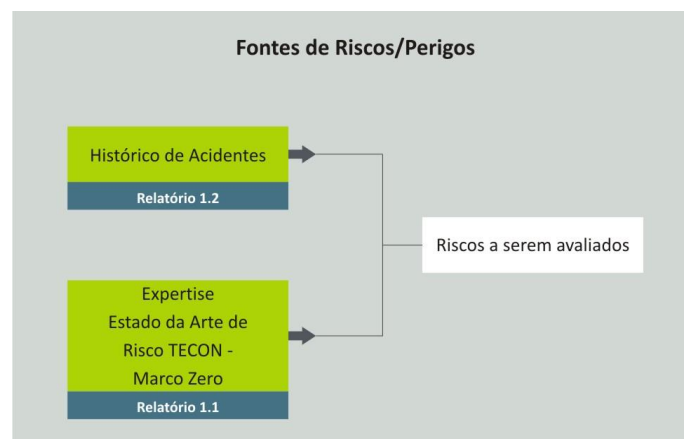 Fontes de Riscos/Perigos
Histórico de Acidentes
Relatório 1.2
Riscos a serem avaliados
Expertise
Estado da Arte de
Risco TECON -
Marco Zero
Relatório 1.1